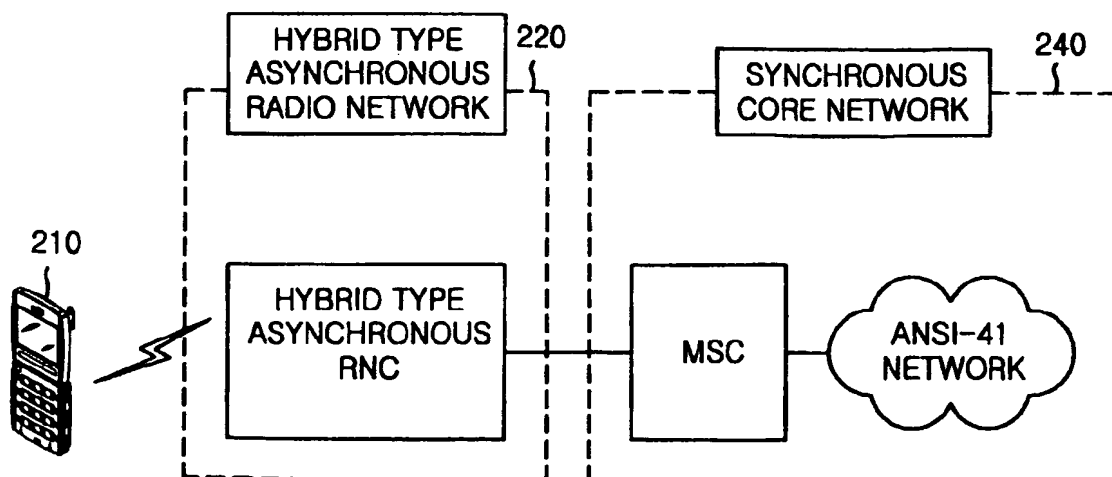 HYBRID TYPE
ASYNCHRONOUS
RADIO NETWORK
220
SYNCHRONOUS
CORE NETWORK
240
210
HYBRID TYPE
ASYNCHRONOUS
RNC
MSC
ANSI-41
NETWORK